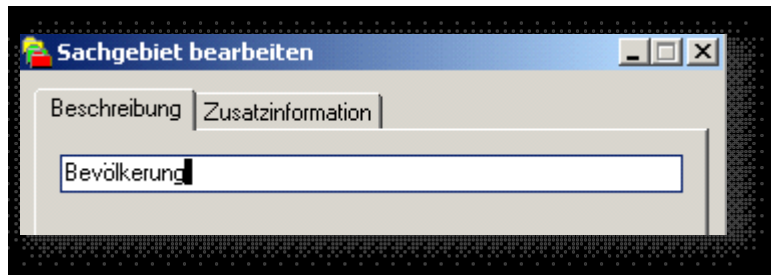 Sachgebiet bearbeiten
Beschreibung Zusatzinformation
Bevölkerung